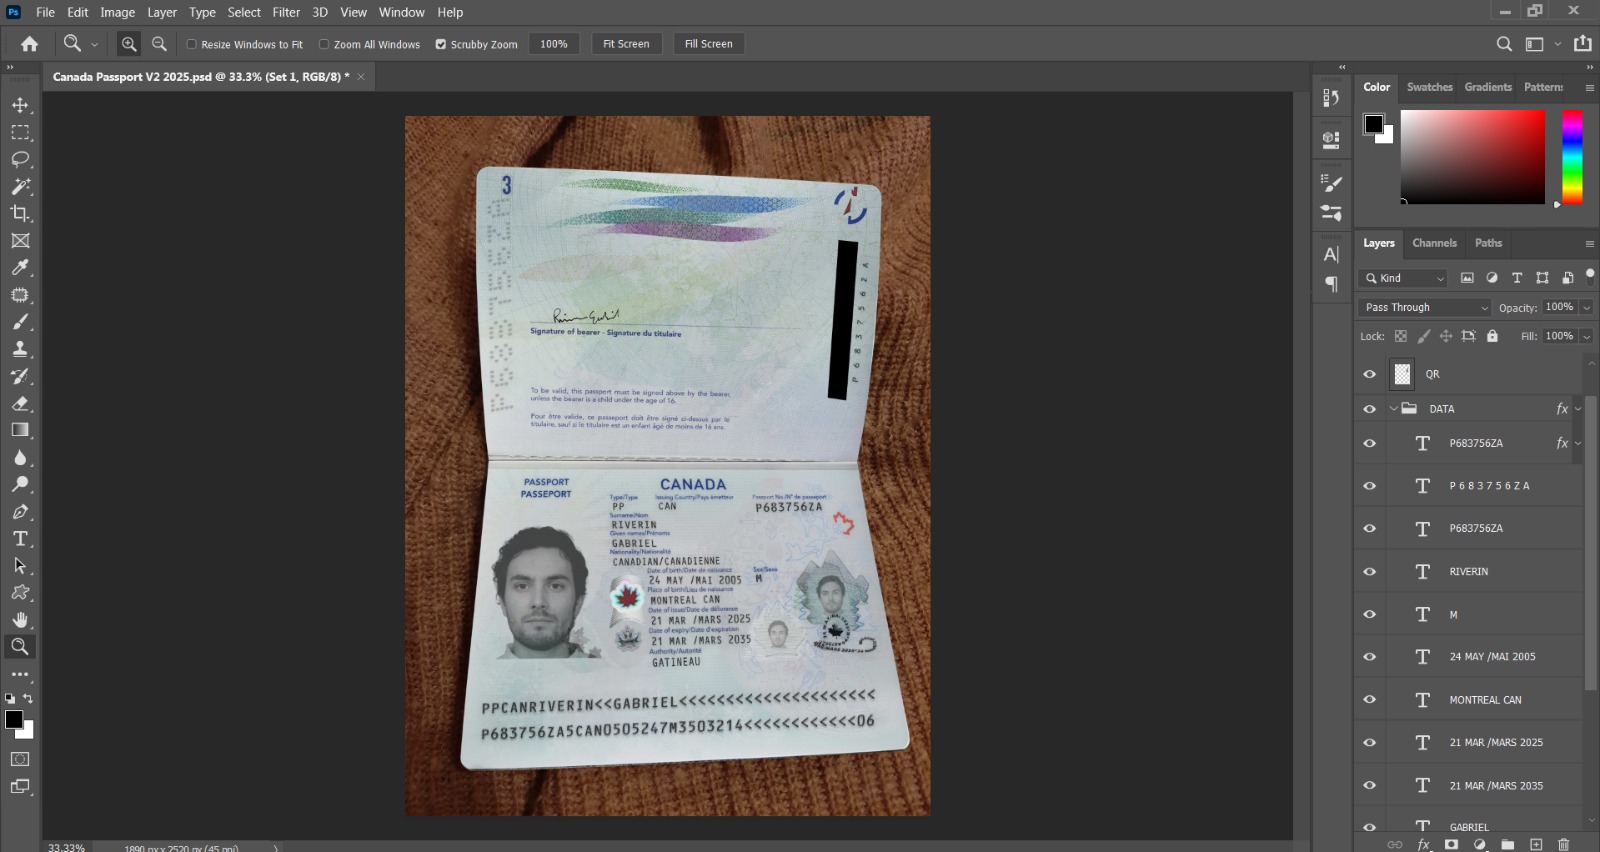 Ps File Edit Image Layer Type Select Filter 3D View Window Help
Resize Windows to Fit Zoom All Windows Scrubby Zoom 100% Fit Screen Fill Screen
Canada Passport V2 2025.psd @ 33.3% (Set 1, RGB/8) *
3
P683756ZA
Signature of bearer - Signature du titulaire
To be valid, this passport must be signed above by the bearer,
unless the bearer is a child under the age of 16.
Pour être valide, ce passeport doit être signé ci-dessus par le
titulaire, sauf si le titulaire est un enfant âgé de moins de 16 ans.
PASSPORT
PASSEPORT
CANADA
Type/Type Issuing Country/Pays émetteur Passport No./N° de passeport
PP CAN P683756ZA
Surname/Nom
RIVERIN
Given names/Prénoms
GABRIEL
Nationality/Nationalité
CANADIAN/CANADIENNE
Date of birth/Date de naissance Sex/Sexe
24 MAY /MAI 2005 M
Place of birth/Lieu de naissance
MONTREAL CAN
Date of issue/Date de délivrance
21 MAR /MARS 2025
Date of expiry/Date d'expiration
21 MAR /MARS 2035
Authority/Autorité
GATINEAU
PPCANRIVERIN<<GABRIEL<<<<<<<<<<<<<<<<<<<<<<<
P683756ZA5CAN0505247M3503214<<<<<<<<<<<<<<06
33.33% 1890 px x 2520 px (45 ppi)
Color Swatches Gradients Patterns
Layers Channels Paths
Kind
Pass Through Opacity: 100%
Lock: Fill: 100%
QR
DATA fx
P683756ZA fx
P 6 8 3 7 5 6 Z A
P683756ZA
RIVERIN
M
24 MAY /MAI 2005
MONTREAL CAN
21 MAR /MARS 2025
21 MAR /MARS 2035
GABRIEL
fx